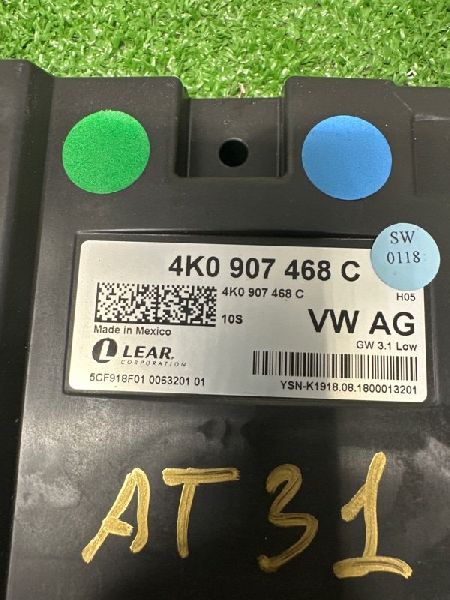 SW
0118
4K0 907 468 C
4K0 907 468 C
H05
10S
VW AG
Made in Mexico
GW 3.1 Low
LEAR.
CORPORATION
5CF918F01 0063201 01
YSN-K1918.08.1800013201
AT31